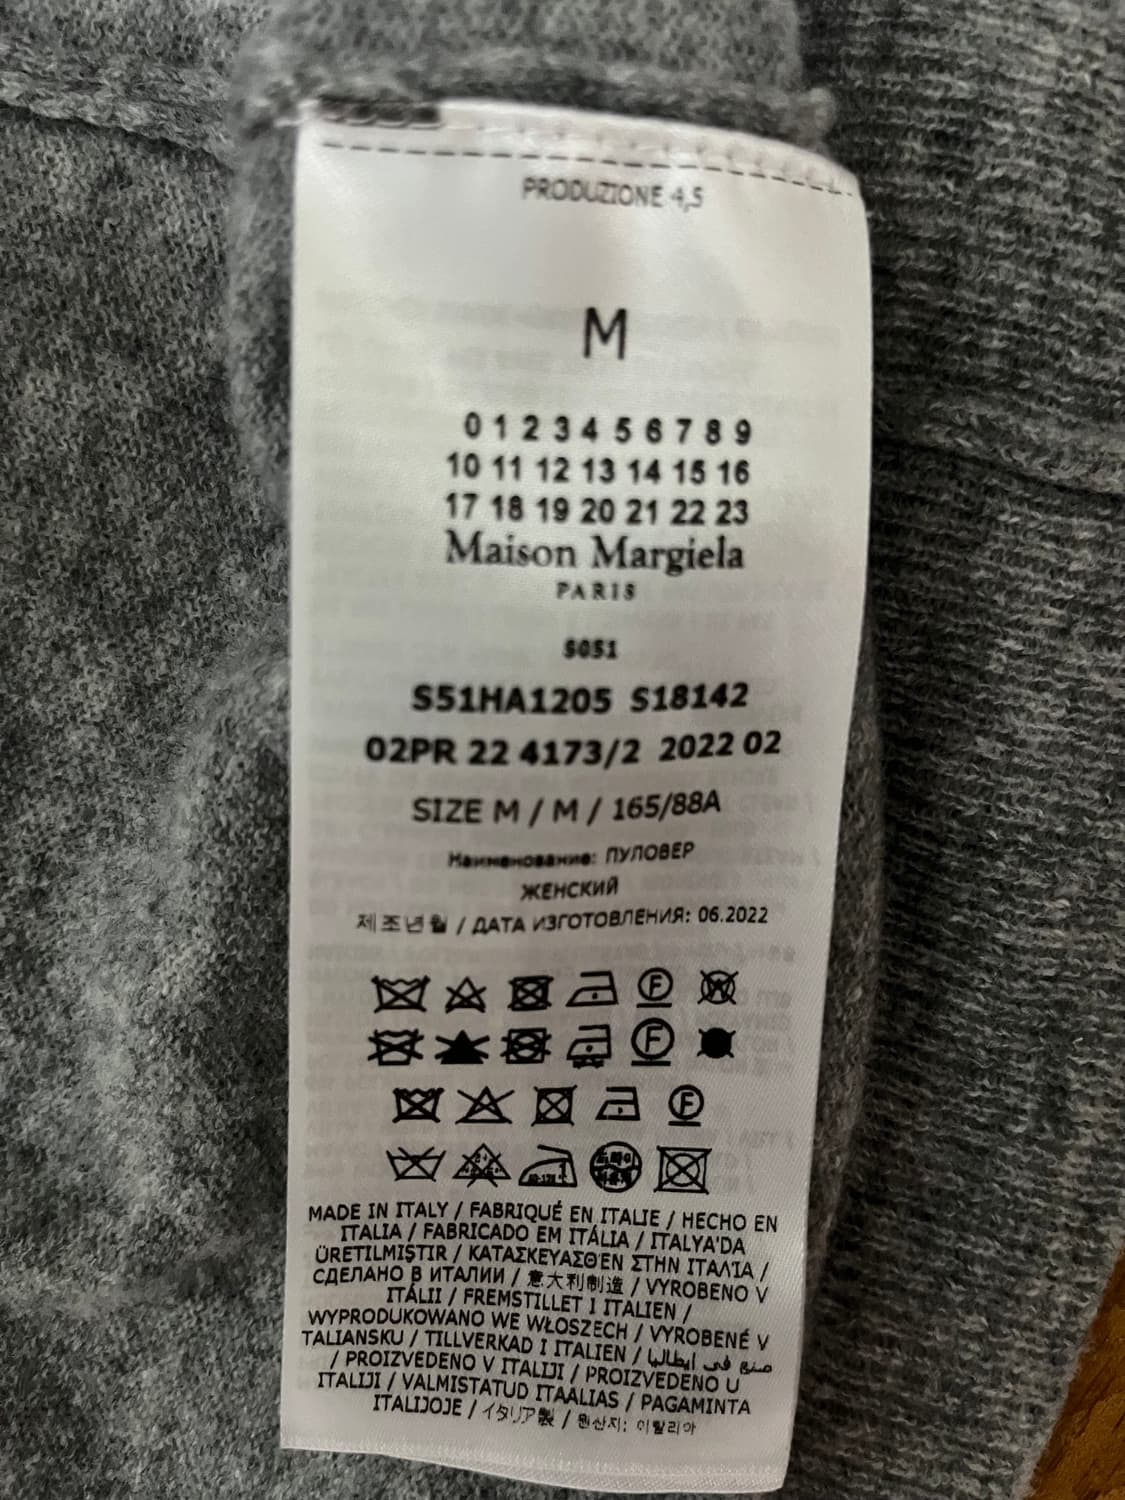 PRODUZIONE 4,5
M
0 1 2 3 4 5 6 7 8 9
10 11 12 13 14 15 16
17 18 19 20 21 22 23
Maison Margiela
PARIS
S051
S51HA1205 S18142
02PR 22 4173/2 2022 02
SIZE M / M / 165/88A
Наименование: ПУЛОВЕР
ЖЕНСКИЙ
제조년월 / ДАТА ИЗГОТОВЛЕНИЯ: 06.2022
F W
F
F
MADE IN ITALY / FABRIQUÉ EN ITALIE / HECHO EN
ITALIA / FABRICADO EM ITÁLIA / ITALYA'DA
ÜRETILMIŞTIR / ΚΑΤΑΣΚΕΥΑΣΘΈΝ ΣΤΗΝ ΙΤΑΛΊΑ /
СДЕЛАНО В ИТАЛИИ / 意大利制造 / VYROBENO V
ITÁLII / FREMSTILLET I ITALIEN /
WYPRODUKOWANO WE WŁOSZECH / VYROBENÉ V
TALIANSKU / TILLVERKAD I ITALIEN / صنع في إيطاليا
/ PROIZVEDENO V ITALIJI / PROIZVEDENO U
ITALIJI / VALMISTATUD ITAALIAS / PAGAMINTA
ITALIJOJE / イタリア製 / 원산지: 이탈리아